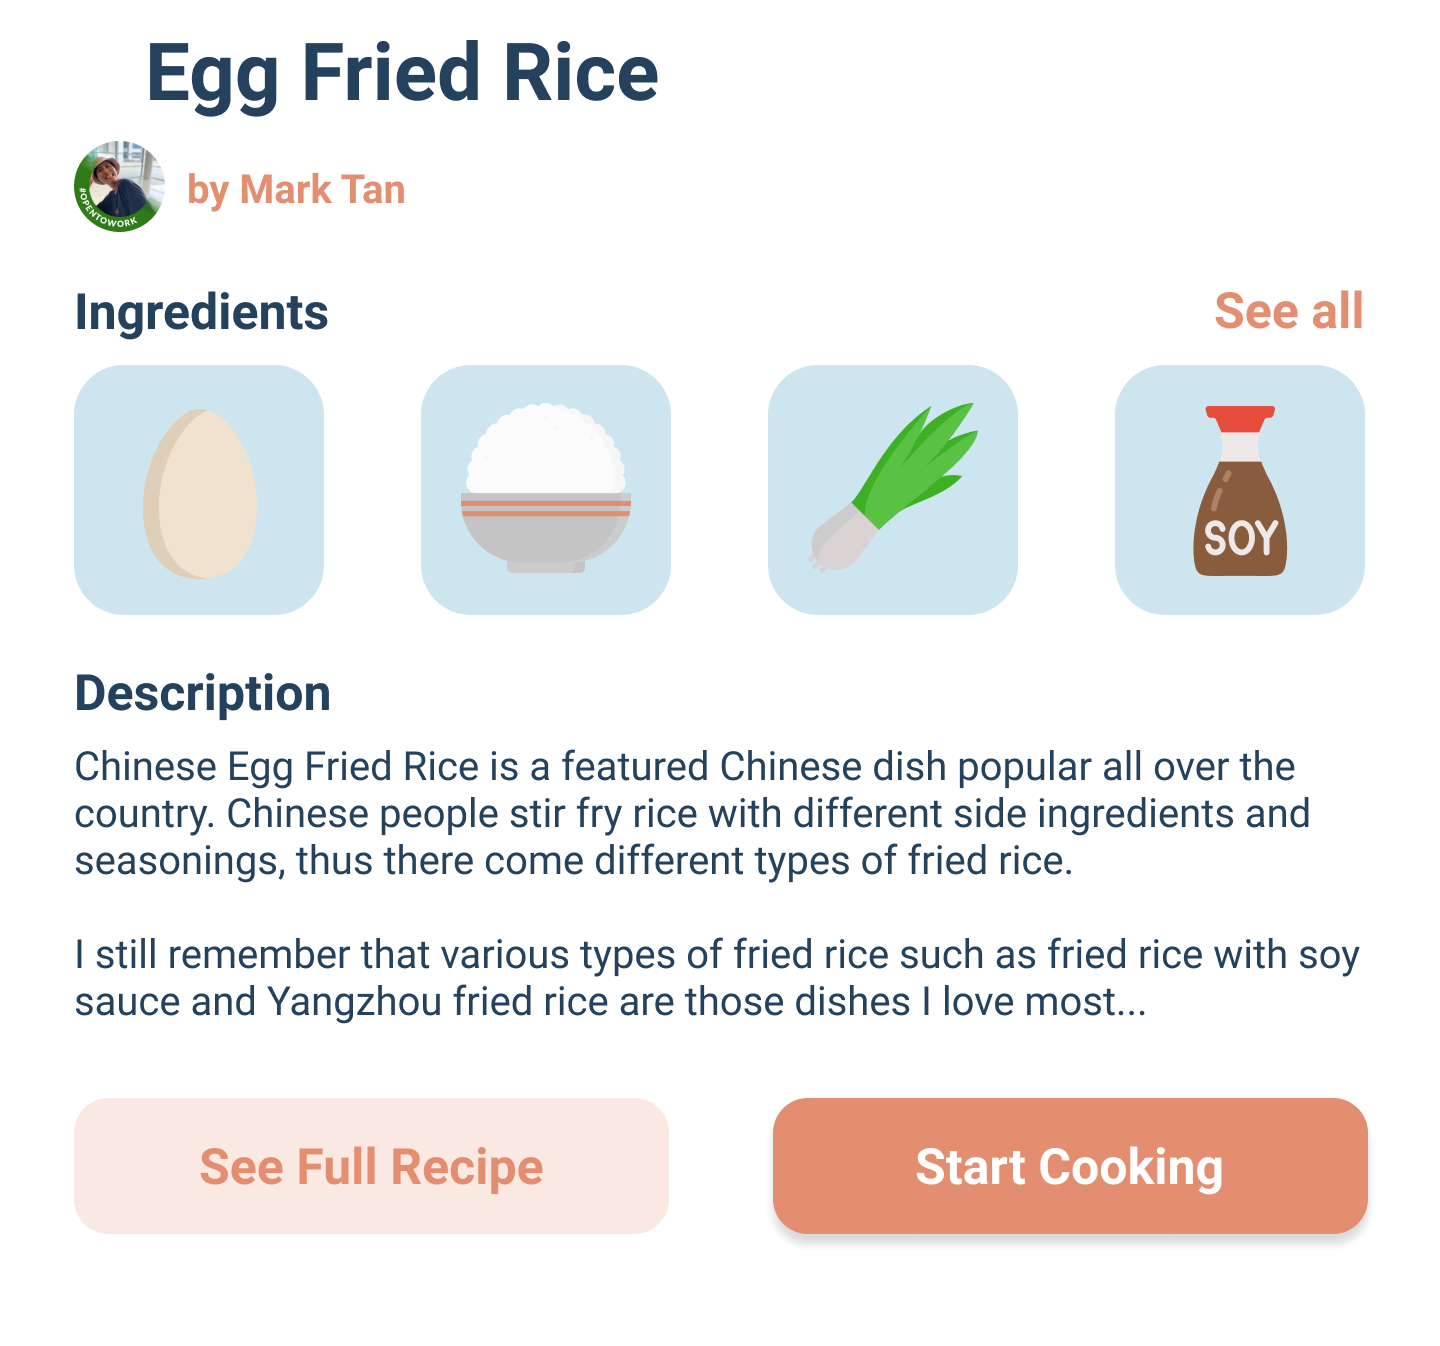 Egg Fried Rice
#OPENTOWORK
by Mark Tan
Ingredients
See all
SOY
Description
Chinese Egg Fried Rice is a featured Chinese dish popular all over the
country. Chinese people stir fry rice with different side ingredients and
seasonings, thus there come different types of fried rice.
I still remember that various types of fried rice such as fried rice with soy
sauce and Yangzhou fried rice are those dishes I love most...
See Full Recipe
Start Cooking